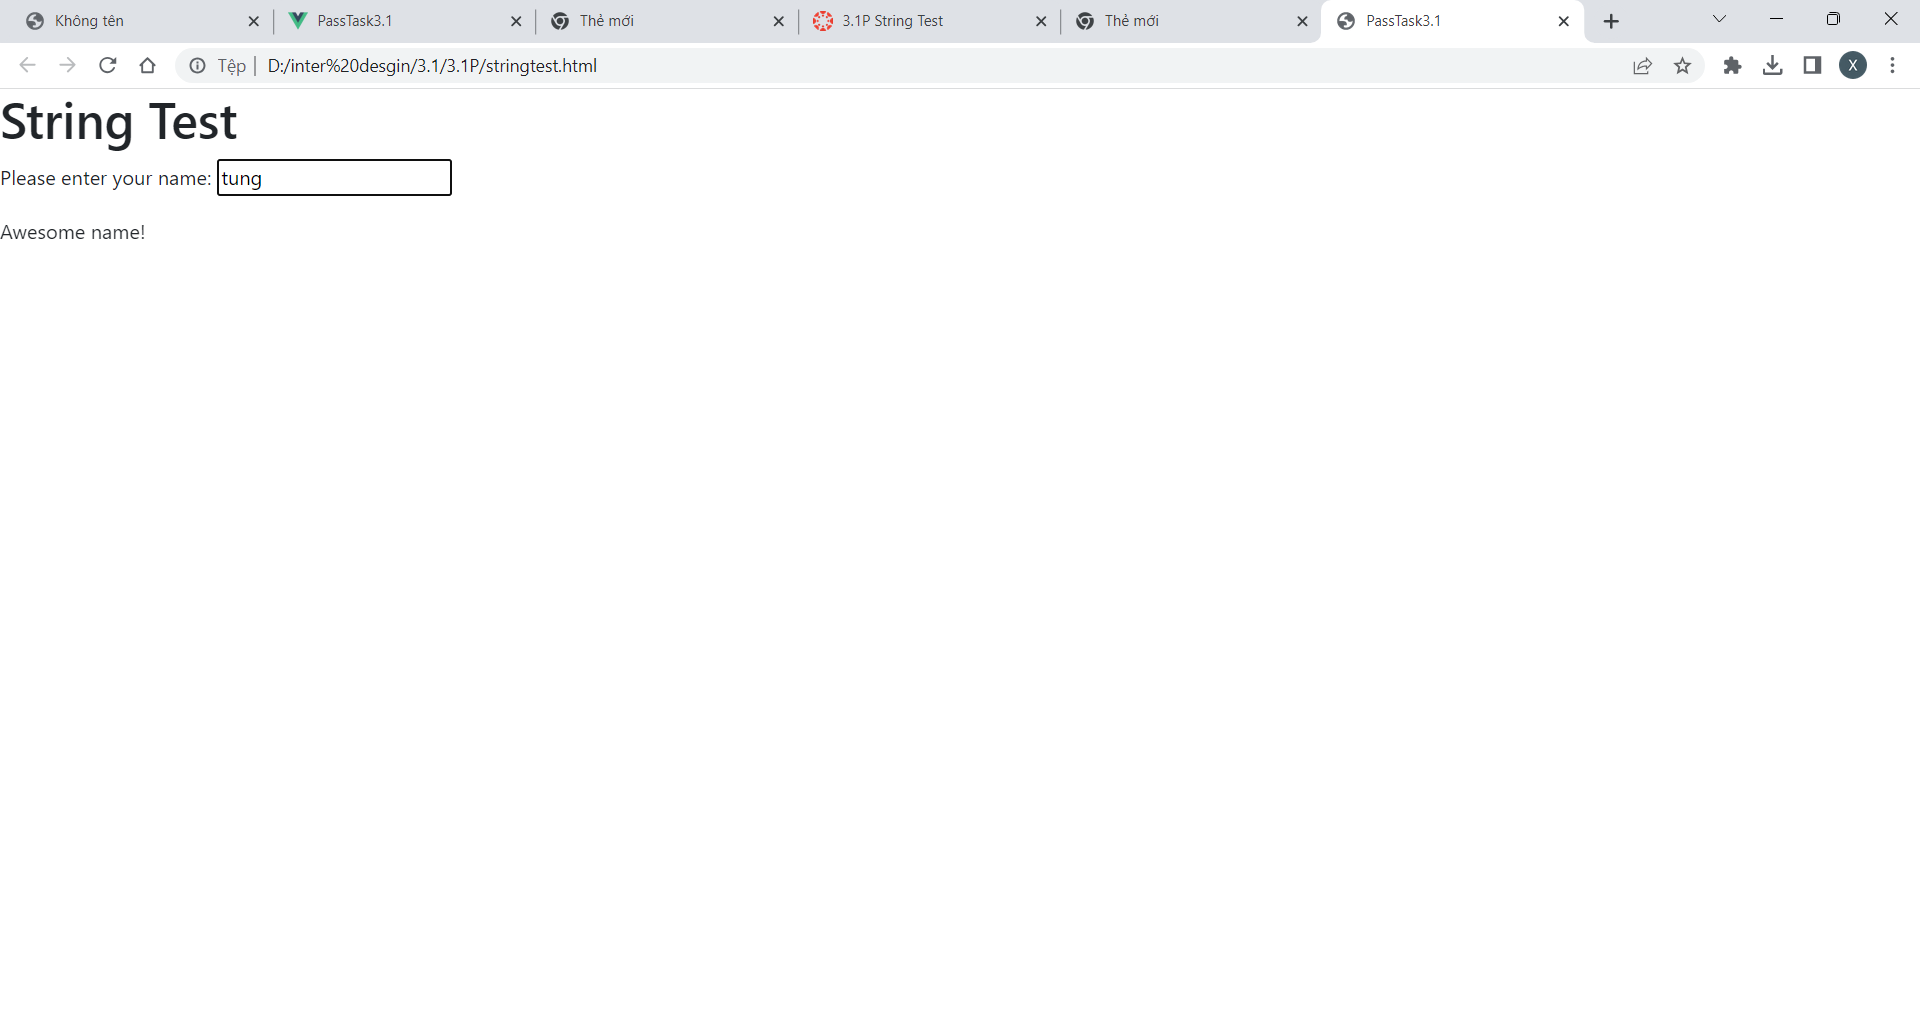 Không tên
PassTask3.1
Thẻ mới
3.1P String Test
Thẻ mới
PassTask3.1
Tệp
D:/inter%20desgin/3.1/3.1P/stringtest.html
X
String Test
Please enter your name: tung
Awesome name!